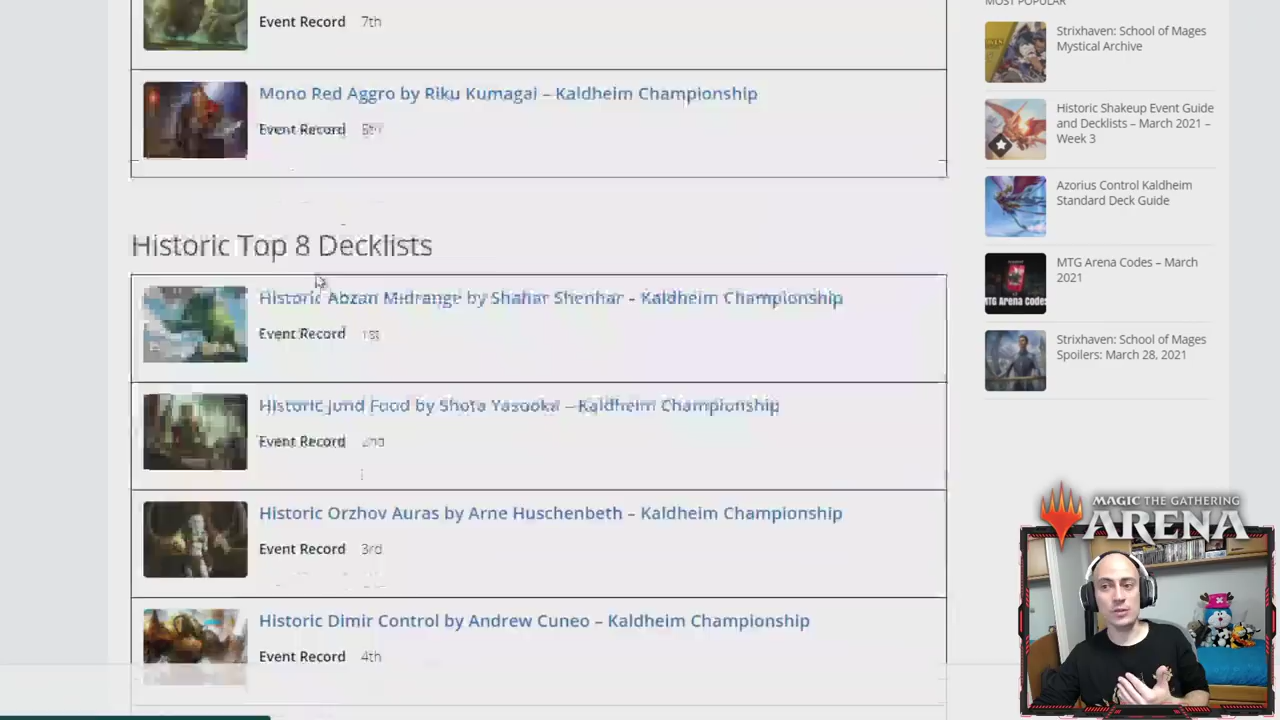 Event Record 7th
Mono Red Aggro by Riku Kumagai – Kaldheim Championship
Event Record
Historic Top 8 Decklists
Historic Abzan Midrange by Shahar Shenhar – Kaldheim Championship
Event Record 1st
Historic Jund Food by Shota Yasooka – Kaldheim Championship
Event Record 2nd
Historic Orzhov Auras by Arne Huschenbeth – Kaldheim Championship
Event Record 3rd
Historic Dimir Control by Andrew Cuneo – Kaldheim Championship
Event Record 4th
MOST POPULAR
Strixhaven: School of Mages
Mystical Archive
Historic Shakeup Event Guide
and Decklists – March 2021 –
Week 3
Azorius Control Kaldheim
Standard Deck Guide
MTG Arena Codes
MTG Arena Codes – March
2021
Strixhaven: School of Mages
Spoilers: March 28, 2021
MAGIC THE GATHERING
ARENA